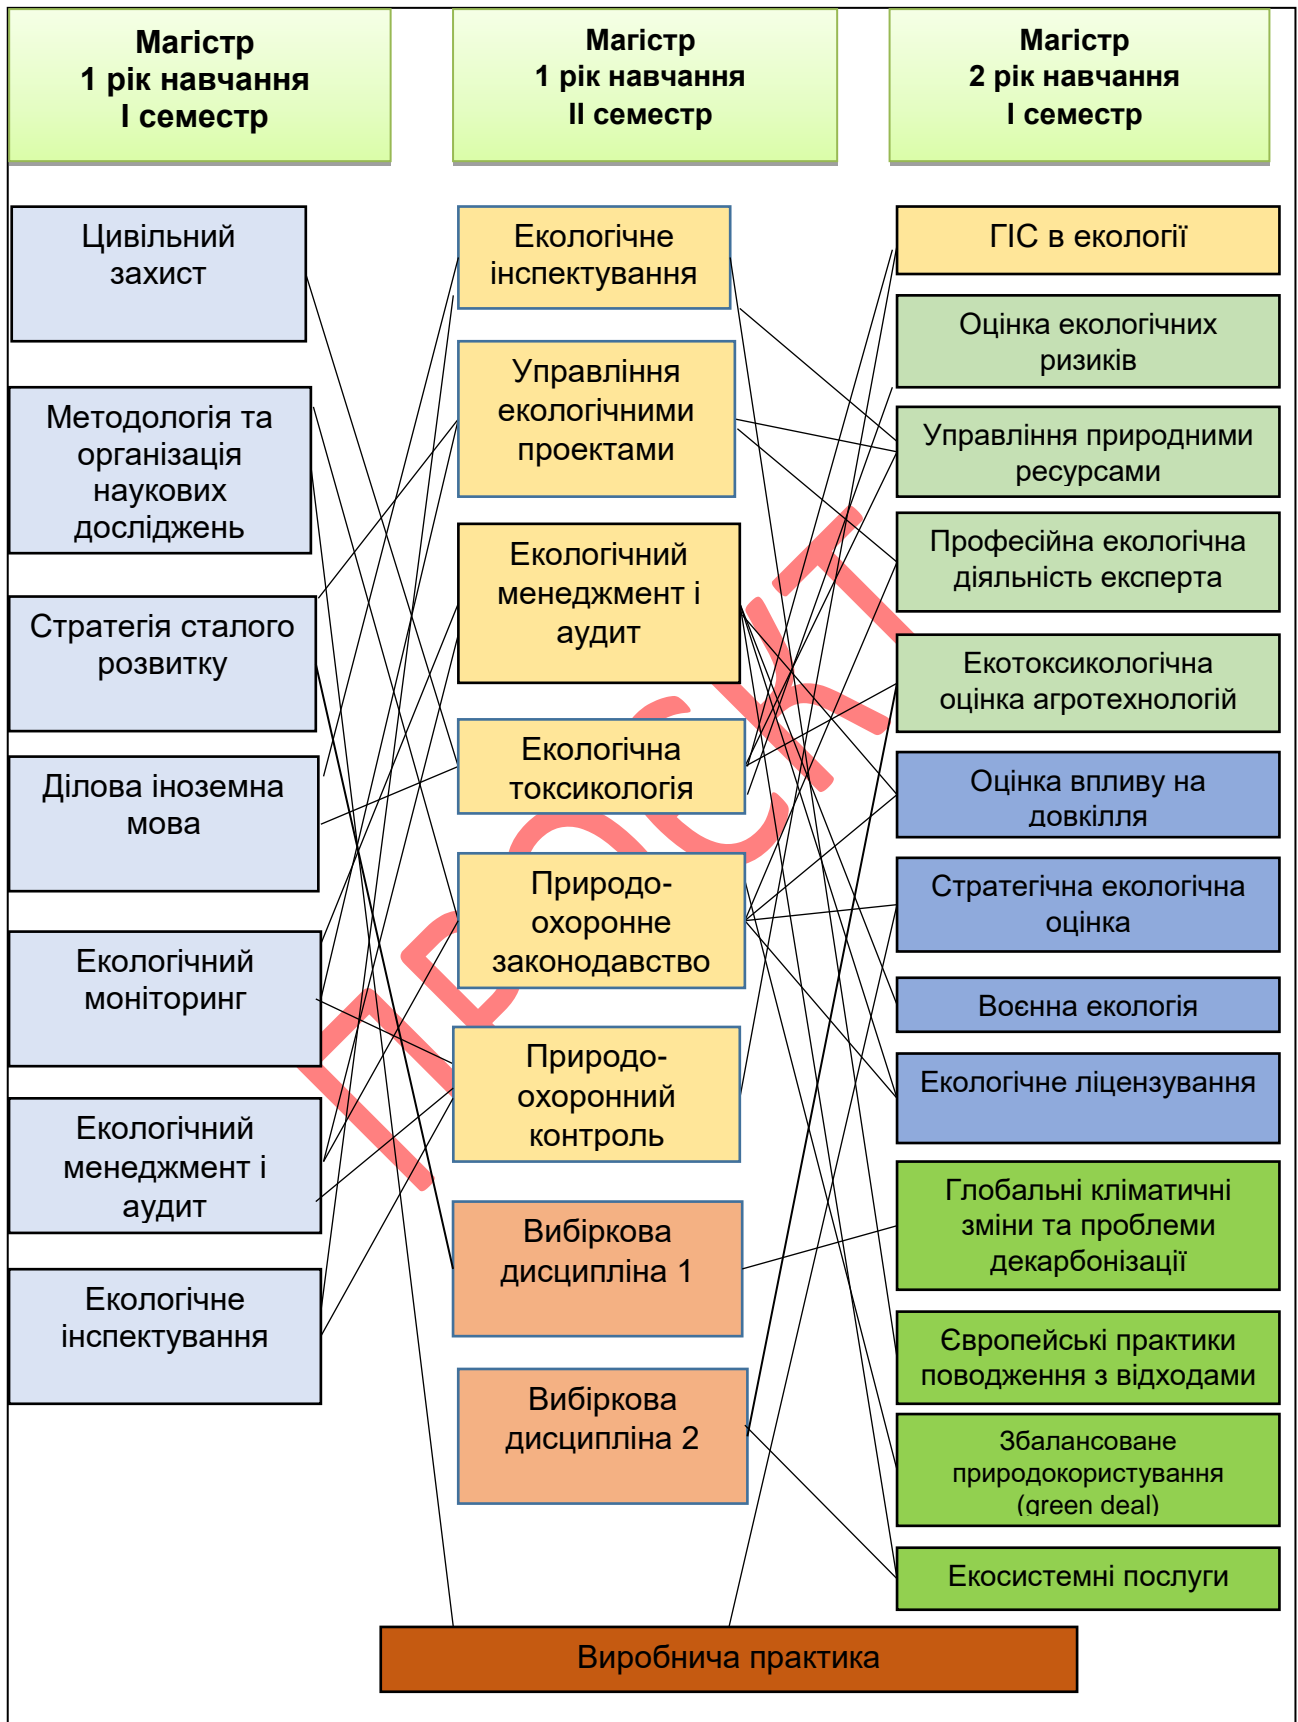 Магістр
1 рік навчання
І семестр
Магістр
1 рік навчання
ІІ семестр
Магістр
2 рік навчання
І семестр
Цивільний
захист
Методологія та
організація
наукових
досліджень
Стратегія сталого
розвитку
Ділова іноземна
мова
Екологічний
моніторинг
Екологічний
менеджмент і
аудит
Екологічне
інспектування
Екологічне
інспектування
Управління
екологічними
проектами
Екологічний
менеджмент і
аудит
Екологічна
токсикологія
Природо-
охоронне
законодавство
Природо-
охоронний
контроль
Вибіркова
дисципліна 1
Вибіркова
дисципліна 2
ГІС в екології
Оцінка екологічних
ризиків
Управління природними
ресурсами
Професійна екологічна
діяльність експерта
Екотоксикологічна
оцінка агротехнологій
Оцінка впливу на
довкілля
Стратегічна екологічна
оцінка
Воєнна екологія
Екологічне ліцензування
Глобальні кліматичні
зміни та проблеми
декарбонізації
Європейські практики
поводження з відходами
Збалансоване
природокористування
(green deal)
Екосистемні послуги
Виробнича практика
ПРОЄКТ